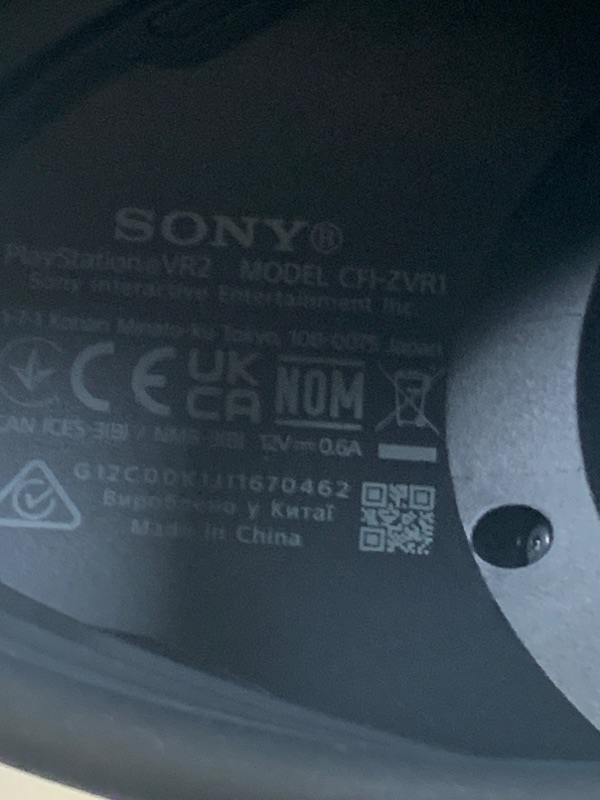 SONY®
PlayStation®VR2 MODEL CFI-ZVR1
Sony Interactive Entertainment Inc.
1-7-1 Konan Minato-ku Tokyo, 108-0075 Japan
CE UK CA NOM
CAN ICES-3(B) / NMB-3(B) 12V⎓0.6A
Вироблено у Китаї
Made in China